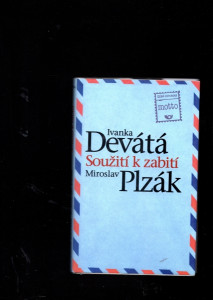 Ivanka
Devátá
Soužití k zabití
Miroslav
Plzák
motto